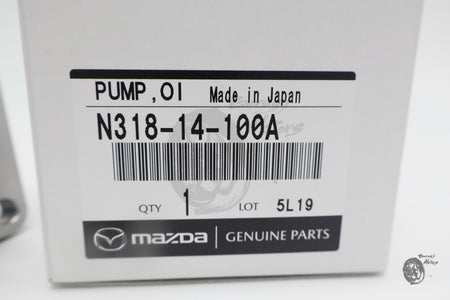 PUMP,OI Made in Japan
N318-14-100A
QTY 1 LOT 5L19
mazda GENUINE PARTS